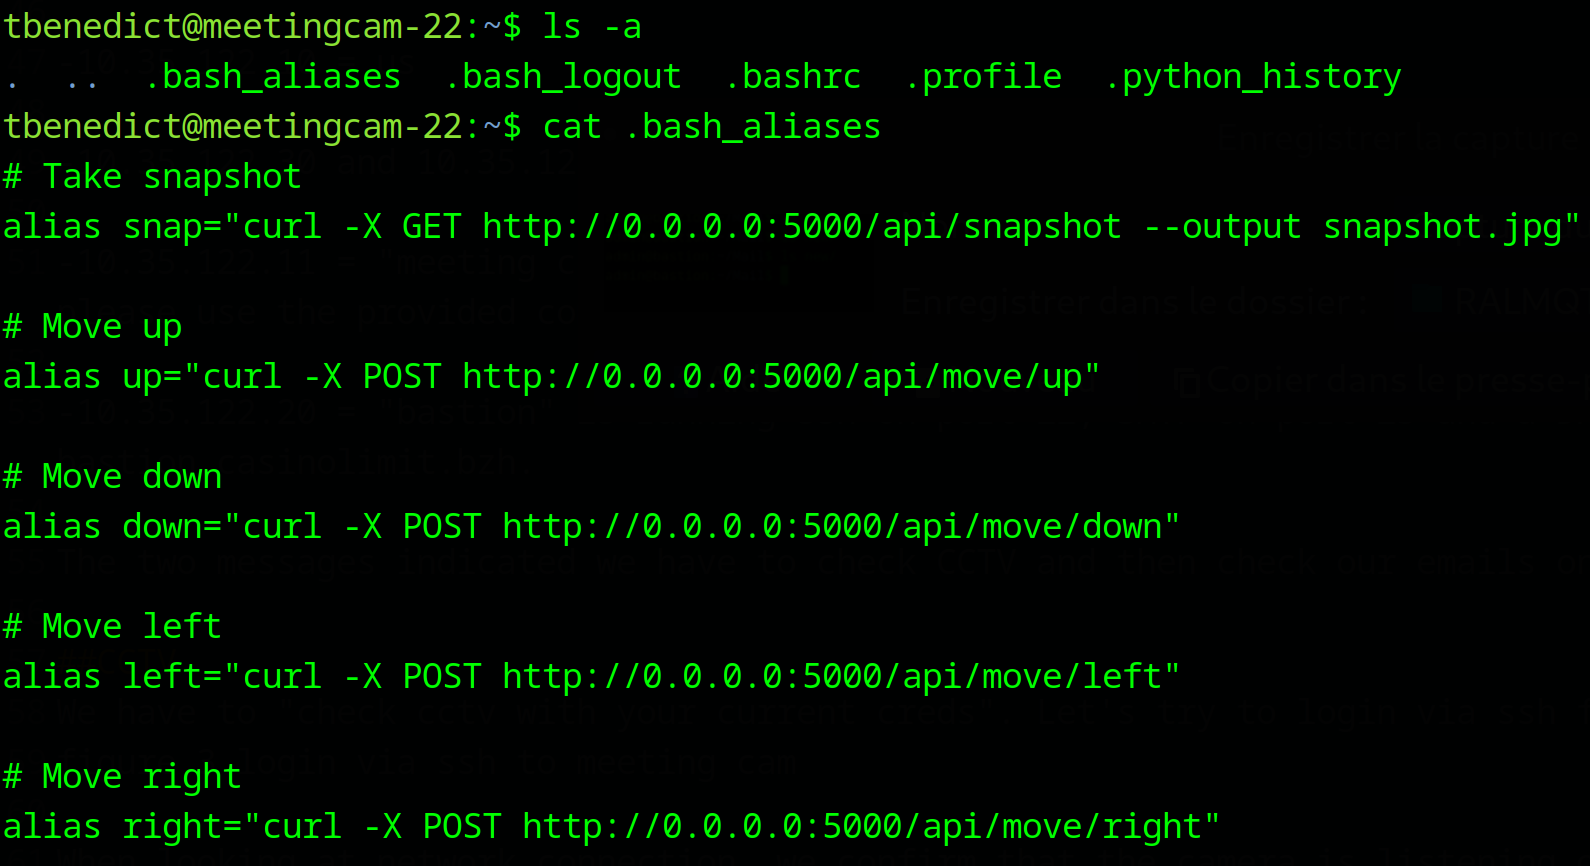 tbenedict@meetingcam-22:~$ ls -a
.  ..  .bash_aliases  .bash_logout  .bashrc  .profile  .python_history
tbenedict@meetingcam-22:~$ cat .bash_aliases
# Take snapshot
alias snap="curl -X GET http://0.0.0.0:5000/api/snapshot --output snapshot.jpg"
# Move up
alias up="curl -X POST http://0.0.0.0:5000/api/move/up"
# Move down
alias down="curl -X POST http://0.0.0.0:5000/api/move/down"
# Move left
alias left="curl -X POST http://0.0.0.0:5000/api/move/left"
# Move right
alias right="curl -X POST http://0.0.0.0:5000/api/move/right"